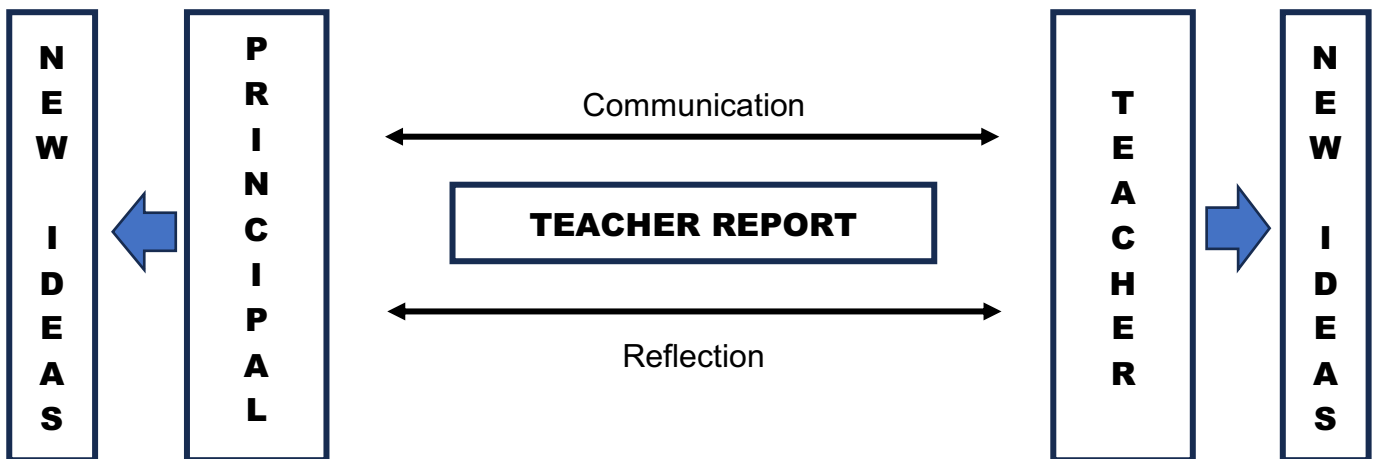 NEW IDEAS
PRINCIPAL
Communication
TEACHER REPORT
Reflection
TEACHER
NEW IDEAS